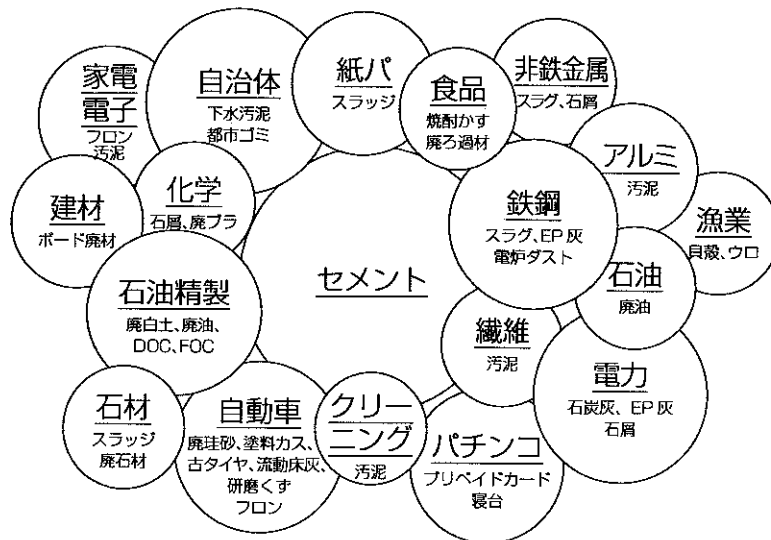 家電
電子
フロン
汚泥
自治体
下水汚泥
都市ゴミ
紙パ
スラッジ
食品
焼酎かす
廃ろ過材
非鉄金属
スラグ、石屑
アルミ
汚泥
漁業
貝殻、ウロ
建材
ボード廃材
化学
石屑、廃プラ
鉄鋼
スラグ、EP灰
電炉ダスト
セメント
石油
廃油
石油精製
廃白土、廃油、
DOC、FOC
繊維
汚泥
電力
石炭灰、EP灰
石屑
石材
スラッジ
廃石材
自動車
廃珪砂、塗料カス、
古タイヤ、流動床灰、
研磨くず
フロン
クリー
ニング
汚泥
パチンコ
プリペイドカード
寝台